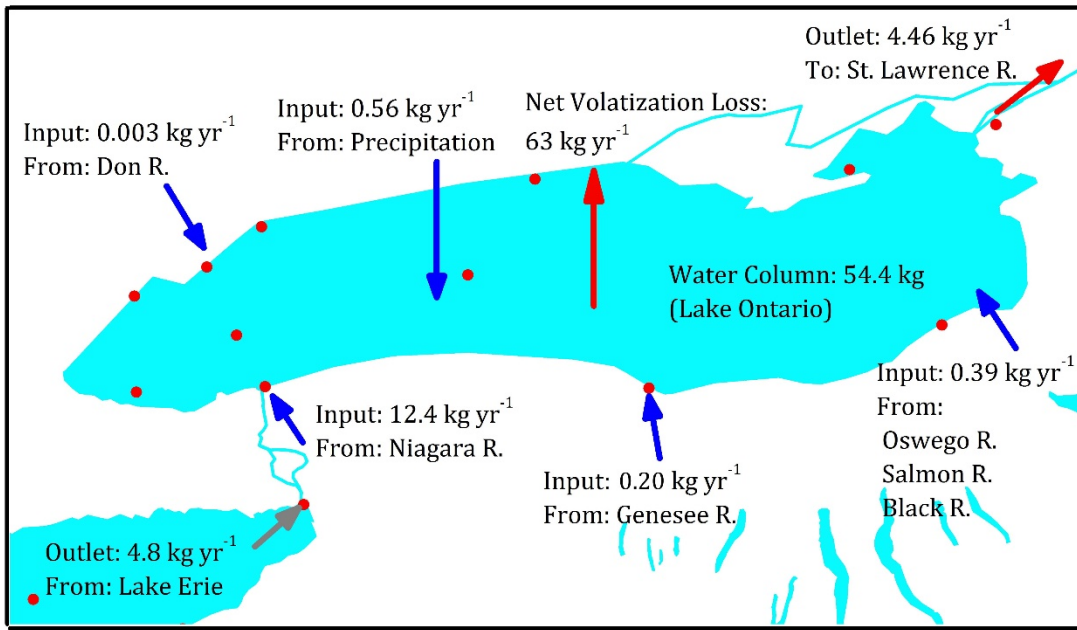 Outlet: 4.46 kg yr⁻¹
To: St. Lawrence R.
Input: 0.56 kg yr⁻¹
From: Precipitation
Net Volatization Loss:
63 kg yr⁻¹
Input: 0.003 kg yr⁻¹
From: Don R.
Water Column: 54.4 kg
(Lake Ontario)
Input: 0.39 kg yr⁻¹
From:
Oswego R.
Salmon R.
Black R.
Input: 12.4 kg yr⁻¹
From: Niagara R.
Input: 0.20 kg yr⁻¹
From: Genesee R.
Outlet: 4.8 kg yr⁻¹
From: Lake Erie